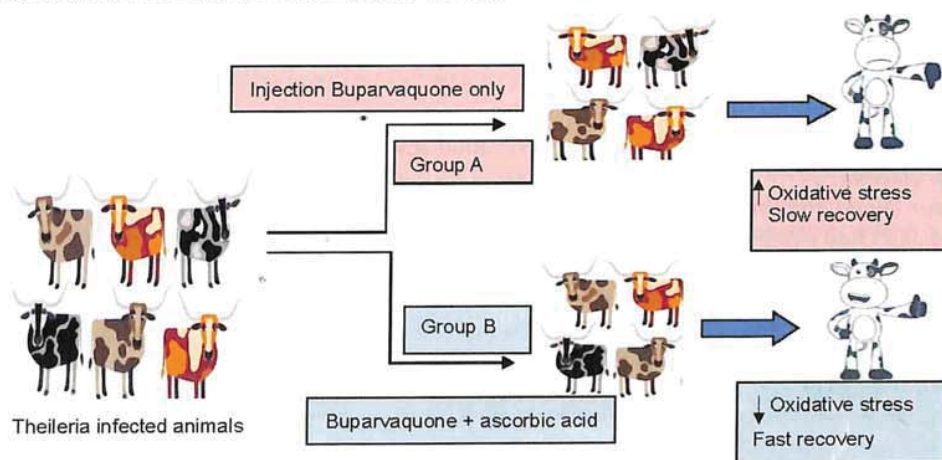 Injection Buparvaquone only
Group A
↑ Oxidative stress
Slow recovery
Theileria infected animals
Group B
Buparvaquone + ascorbic acid
↓ Oxidative stress
Fast recovery